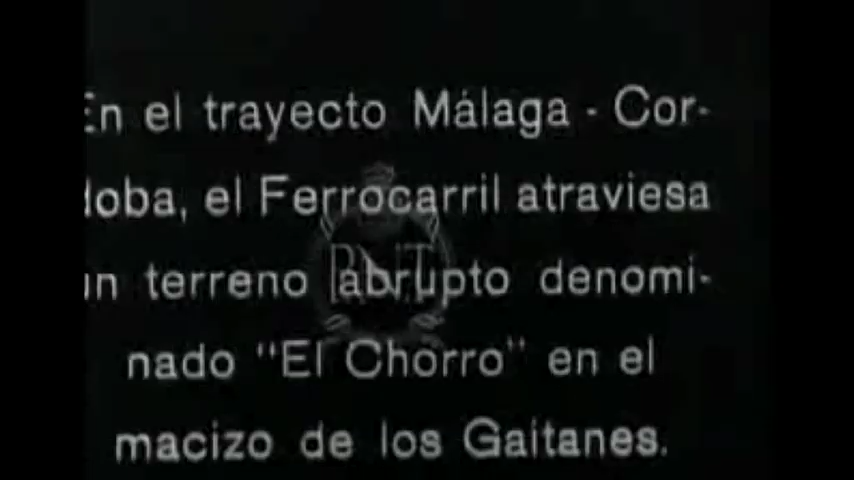 En el trayecto Málaga - Cor-
doba, el Ferrocarril atraviesa
un terreno abrupto denomi-
nado "El Chorro" en el
macizo de los Gaitanes.
PNT